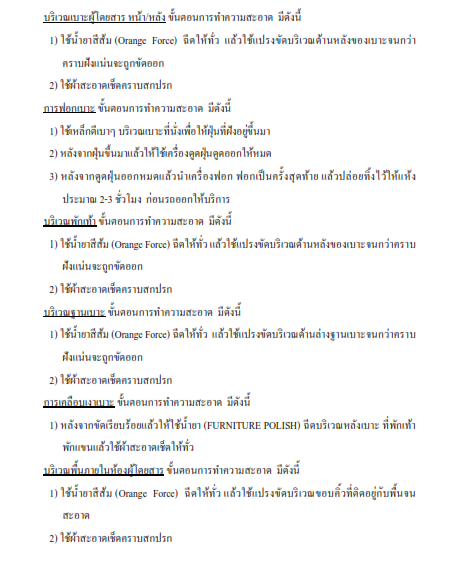 บริเวณเบาะผู้โดยสาร หน้า/หลัง ขั้นตอนการทำความสะอาด มีดังนี้
1) ใช้น้ำยาสีส้ม (Orange Force) ฉีดให้ทั่ว แล้วใช้แปรงขัดบริเวณด้านหลังของเบาะจนกว่า
คราบฝังแน่นจะถูกขัดออก
2) ใช้ผ้าสะอาดเช็ดคราบสกปรก
การฟอกเบาะ ขั้นตอนการทำความสะอาด มีดังนี้
1) ใช้เหล็กตีเบาๆ บริเวณเบาะที่นั่งเพื่อให้ฝุ่นที่ฝังอยู่ขึ้นมา
2) หลังจากฝุ่นขึ้นมาแล้วให้ใช้เครื่องดูดฝุ่นดูดออกให้หมด
3) หลังจากดูดฝุ่นออกหมดแล้วนำเครื่องฟอก ฟอกเป็นครั้งสุดท้าย แล้วปล่อยทิ้งไว้ให้แห้ง
ประมาณ 2-3 ชั่วโมง ก่อนรถออกให้บริการ
บริเวณพักเท้า ขั้นตอนการทำความสะอาด มีดังนี้
1) ใช้น้ำยาสีส้ม (Orange Force) ฉีดให้ทั่ว แล้วใช้แปรงขัดบริเวณด้านหลังของเบาะจนกว่าคราบ
ฝังแน่นจะถูกขัดออก
2) ใช้ผ้าสะอาดเช็ดคราบสกปรก
บริเวณฐานเบาะ ขั้นตอนการทำความสะอาด มีดังนี้
1) ใช้น้ำยาสีส้ม (Orange Force) ฉีดให้ทั่ว แล้วใช้แปรงขัดบริเวณด้านล่างฐานเบาะจนกว่าคราบ
ฝังแน่นจะถูกขัดออก
2) ใช้ผ้าสะอาดเช็ดคราบสกปรก
การเคลือบเงาเบาะ ขั้นตอนการทำความสะอาด มีดังนี้
1) หลังจากขัดเรียบร้อยแล้วให้ใช้น้ำยา (FURNITURE POLISH) ฉีดบริเวณหลังเบาะ ที่พักเท้า
พักแขนแล้วใช้ผ้าสะอาดเช็ดให้ทั่ว
บริเวณพื้นภายในห้องผู้โดยสาร ขั้นตอนการทำความสะอาด มีดังนี้
1) ใช้น้ำยาสีส้ม (Orange Force) ฉีดให้ทั่ว แล้วใช้แปรงขัดบริเวณขอบคิ้วที่ติดอยู่กับพื้นจน
สะอาด
2) ใช้ผ้าสะอาดเช็ดคราบสกปรก